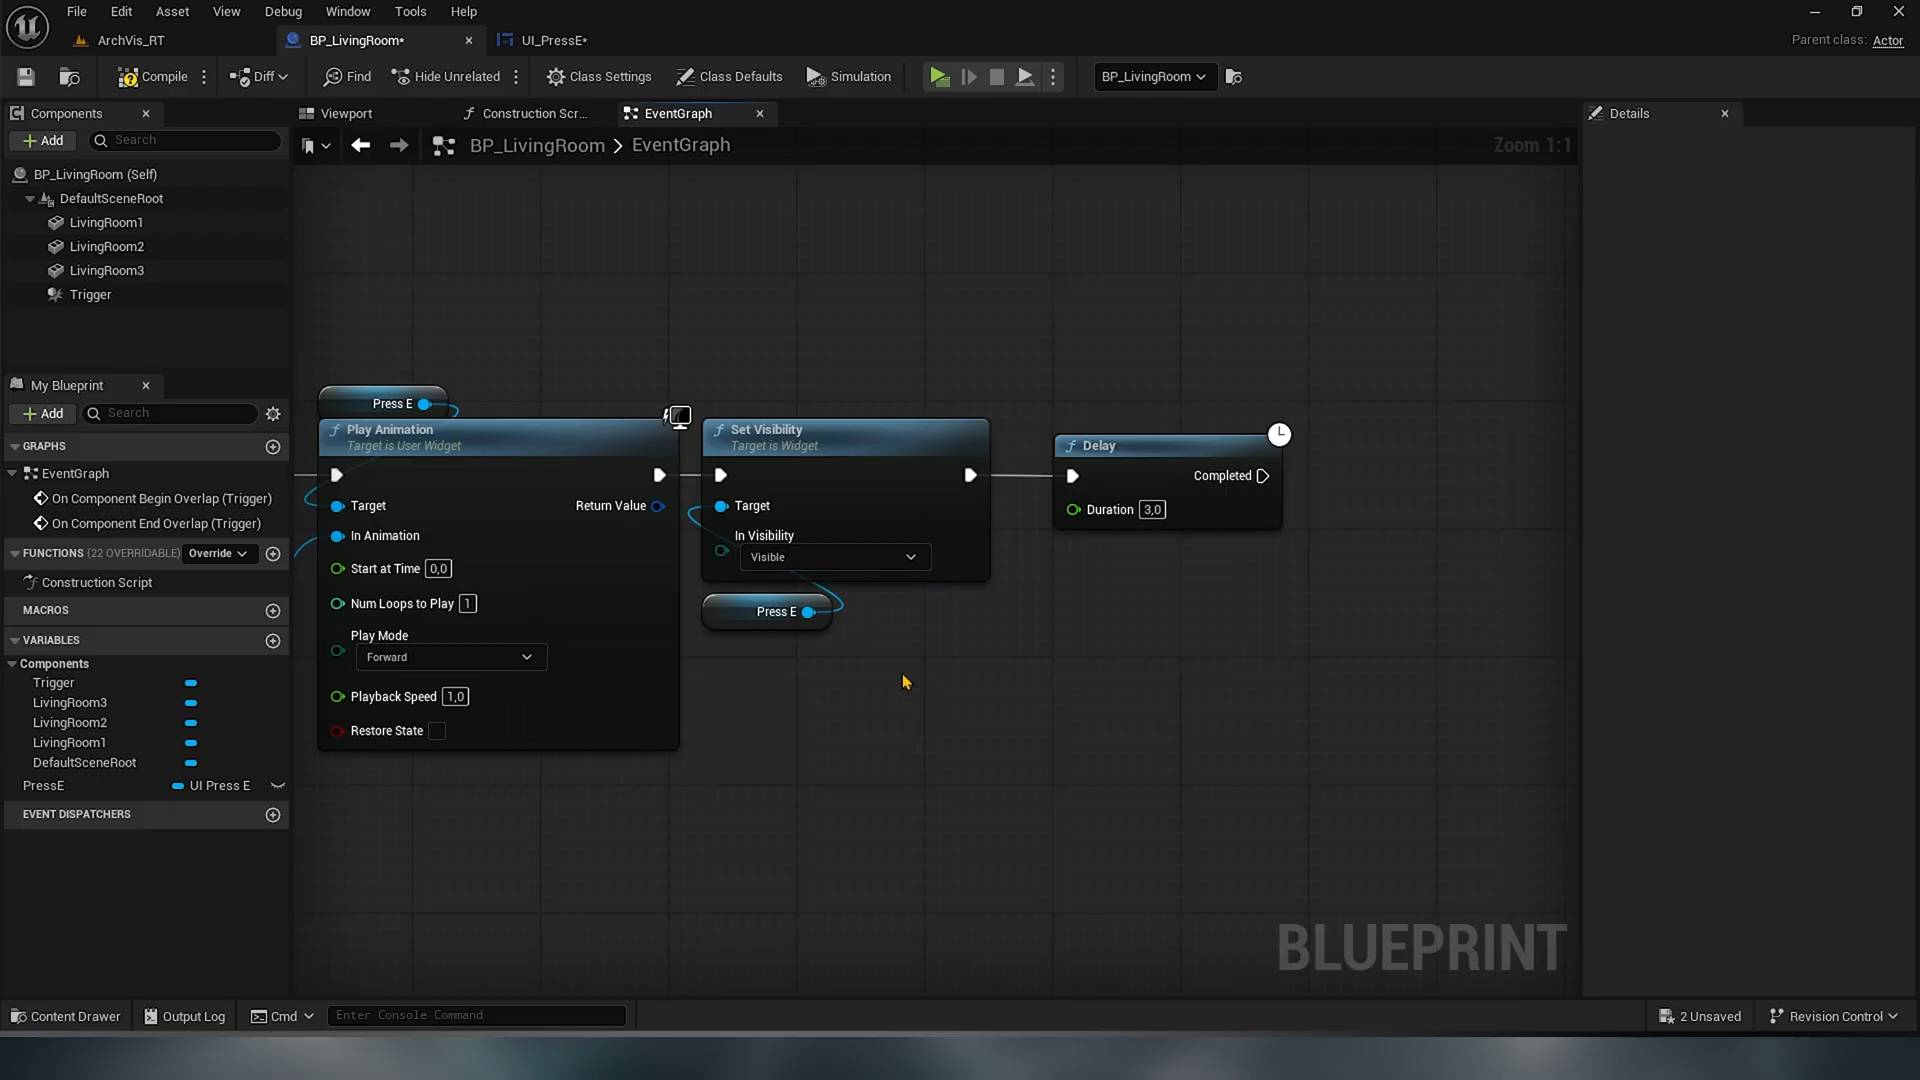 File Edit View Asset Debug Window Tools Help
ArchVis_RT
BP_LivingRoom*
UI_PressE*
Parent class: Actor
Compile
Diff
Find
Hide Unrelated
Class Settings
Class Defaults
Simulation
BP_LivingRoom
Components
Add
Search
BP_LivingRoom (Self)
DefaultSceneRoot
LivingRoom1
LivingRoom2
LivingRoom3
Trigger
My Blueprint
Add
Search
GRAPHS
EventGraph
On Component Begin Overlap (Trigger)
On Component End Overlap (Trigger)
FUNCTIONS (22 OVERRIDABLE) Override
Construction Script
MACROS
VARIABLES
Components
Trigger
LivingRoom3
LivingRoom2
LivingRoom1
DefaultSceneRoot
PressE UI Press E
EVENT DISPATCHERS
Viewport
Construction Scr...
EventGraph
BP_LivingRoom > EventGraph
Zoom 1:1
Press E
Play Animation
Target is User Widget
Target
Return Value
In Animation
Start at Time 0,0
Num Loops to Play 1
Play Mode
Forward
Playback Speed 1,0
Restore State
Set Visibility
Target is Widget
Target
In Visibility
Visible
Press E
Delay
Completed
Duration 3,0
BLUEPRINT
Details
Content Drawer
Output Log
Cmd
Enter Console Command
2 Unsaved
Revision Control